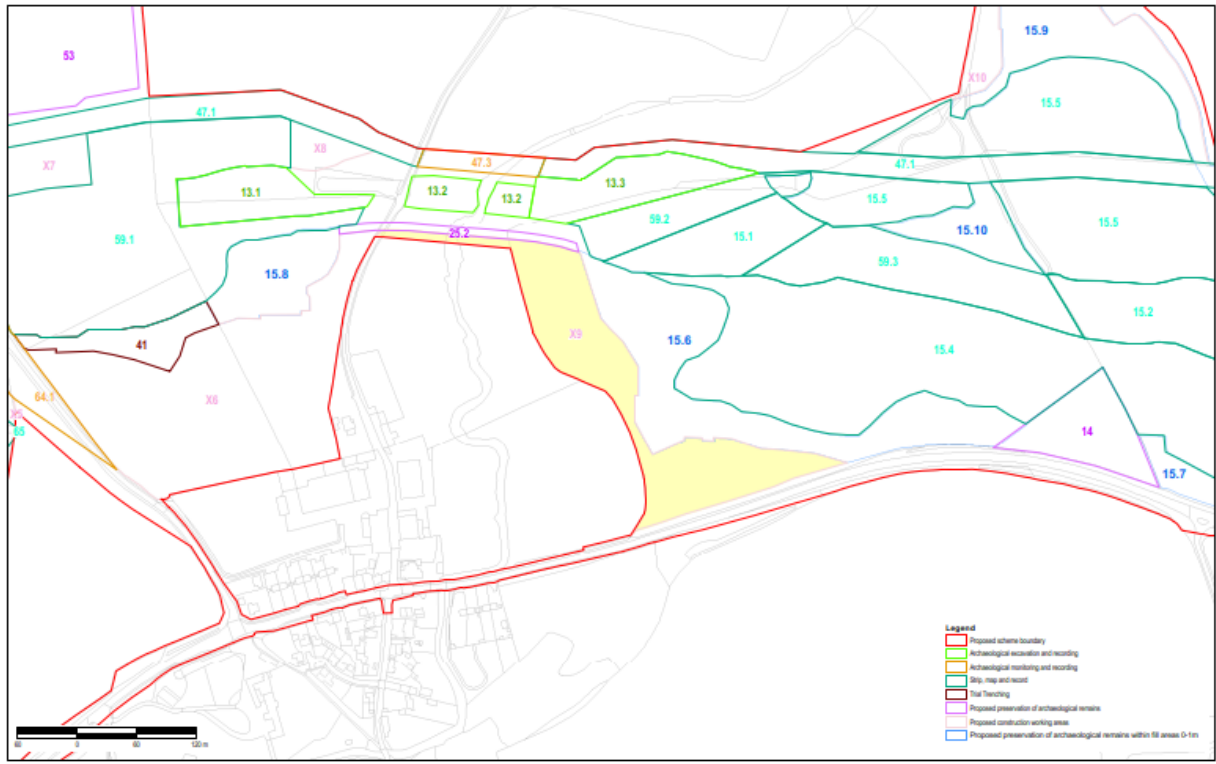 15.9
53
X10
15.5
47.1
X8
47.3
47.1
X7
13.1
13.2
13.2
13.3
15.5
59.2
15.5
59.1
25.2
15.1
15.10
59.3
15.8
15.2
X9
15.6
41
15.4
64.1
X6
X5
65
14
15.7
Legend
Proposed scheme boundary
Archaeological excavation and recording
Archaeological monitoring and recording
Strip, map and record
Trial Trenching
Proposed preservation of archaeological remains
Proposed construction working areas
Proposed preservation of archaeological remains within fill areas 0-1m
60 0 60 120 m